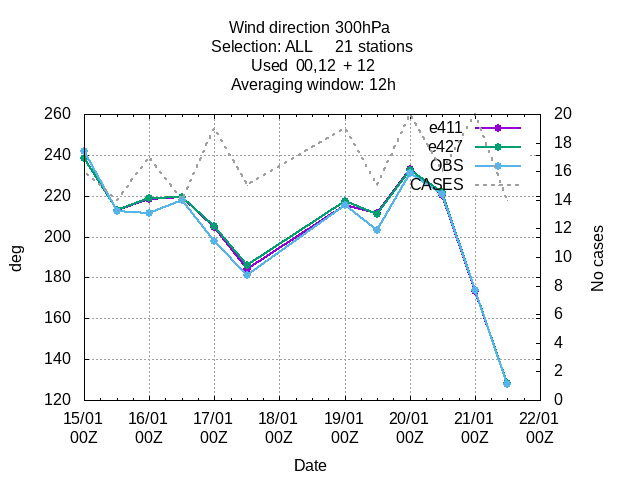 Wind direction 300hPa
Selection: ALL 21 stations
Used 00,12 + 12
Averaging window: 12h
260
240
220
200
180
160
140
120
deg
20
18
16
14
12
10
8
6
4
2
0
No cases
e411
e427
OBS
CASES
15/01 16/01 17/01 18/01 19/01 20/01 21/01 22/01
00Z 00Z 00Z 00Z 00Z 00Z 00Z 00Z
Date